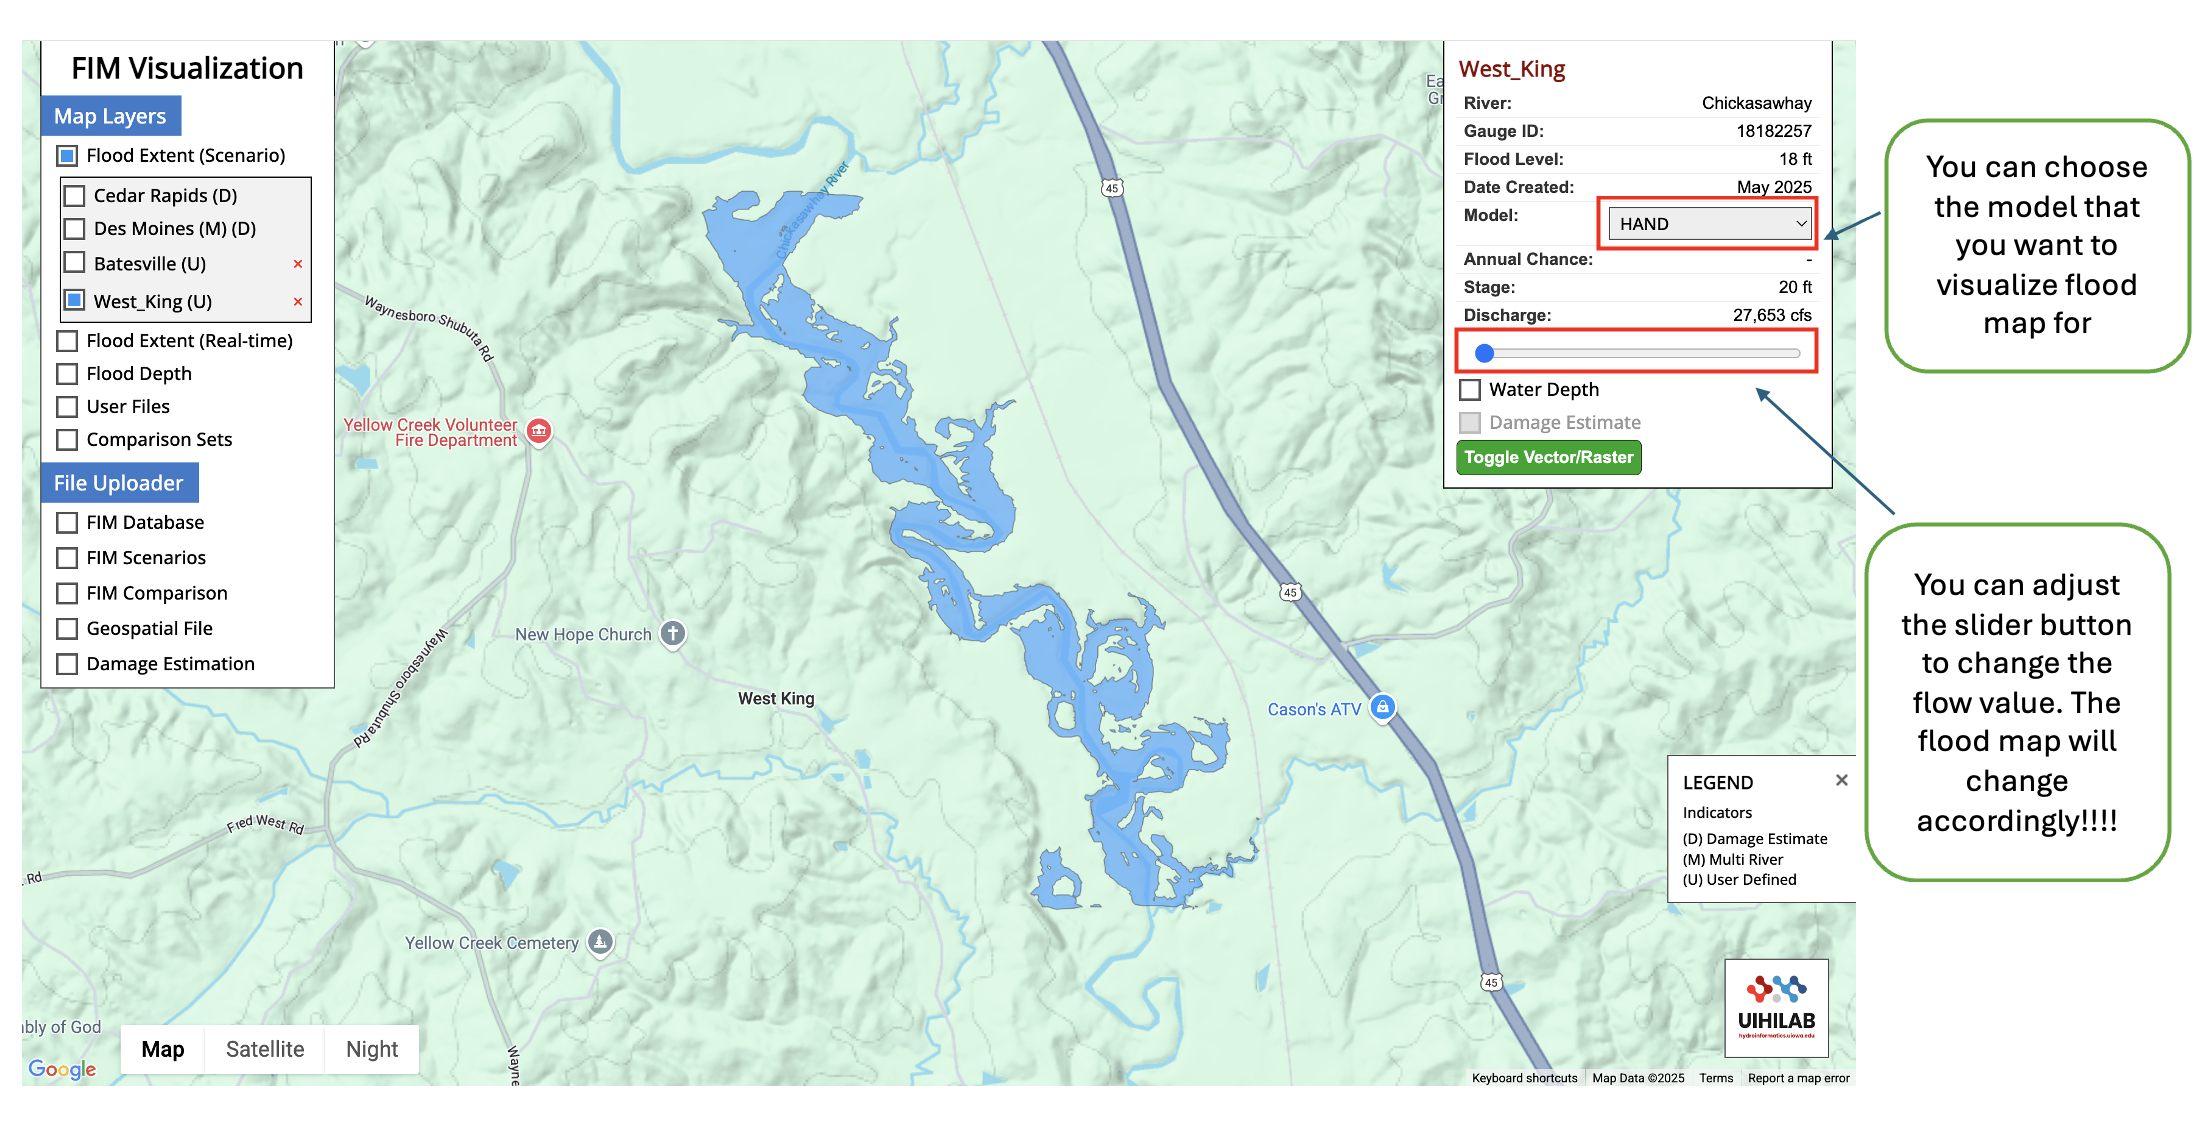 FIM Visualization
Map Layers
Flood Extent (Scenario)
Cedar Rapids (D)
Des Moines (M) (D)
Batesville (U) ×
West_King (U) ×
Flood Extent (Real-time)
Flood Depth
User Files
Comparison Sets
File Uploader
FIM Database
FIM Scenarios
FIM Comparison
Geospatial File
Damage Estimation
Chickasawhay River
45
Waynesboro Shubuta Rd
Yellow Creek Volunteer
Fire Department
45
New Hope Church
Waynesboro Shubuta Rd
West King
Cason's ATV
Fred West Rd
Rd
Yellow Creek Cemetery
45
bly of God
Wayne
Map Satellite Night
Google
Ea
Gr
West_King
River: Chickasawhay
Gauge ID: 18182257
Flood Level: 18 ft
Date Created: May 2025
Model: HAND
Annual Chance: -
Stage: 20 ft
Discharge: 27,653 cfs
Water Depth
Damage Estimate
Toggle Vector/Raster
LEGEND ×
Indicators
(D) Damage Estimate
(M) Multi River
(U) User Defined
UIHILAB
hydroinformatics.uiowa.edu
Keyboard shortcuts Map Data ©2025 Terms Report a map error
You can choose
the model that
you want to
visualize flood
map for
You can adjust
the slider button
to change the
flow value. The
flood map will
change
accordingly!!!!